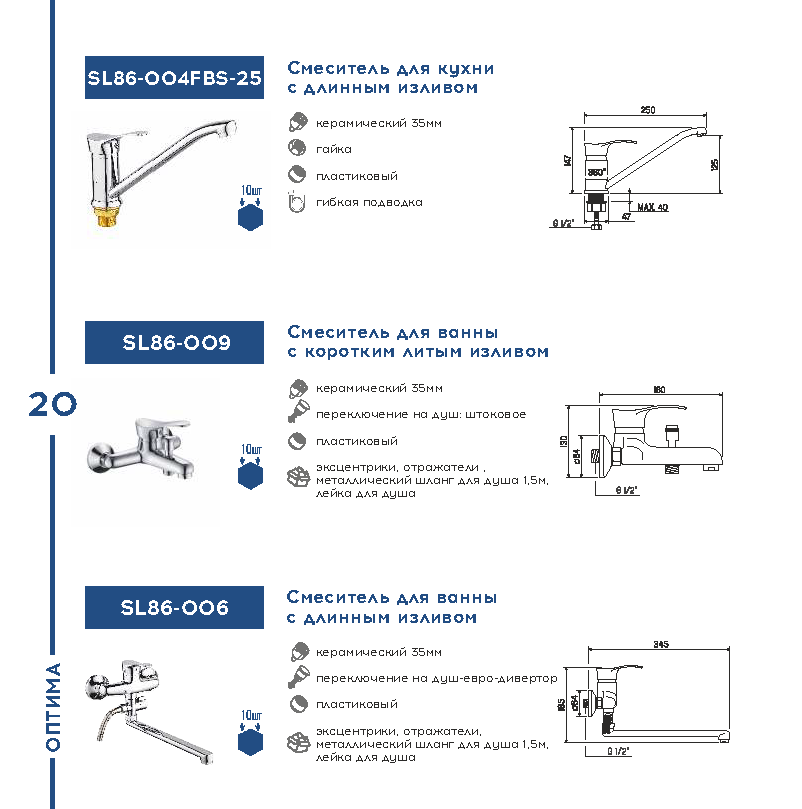 SL86-004FBS-25
Смеситель для кухни
с длинным изливом
керамический 35мм
гайка
пластиковый
гибкая подводка
10шт
250
147
360°
125
MAX. 40
47
G 1/2"
SL86-009
Смеситель для ванны
с коротким литым изливом
керамический 35мм
переключение на душ: штоковое
пластиковый
эксцентрики, отражатели ,
металлический шланг для душа 1,5м,
лейка для душа
10шт
160
130
⌀64
G 1/2"
20
SL86-006
Смеситель для ванны
с длинным изливом
керамический 35мм
переключение на душ-евро-дивертор
пластиковый
эксцентрики, отражатели,
металлический шланг для душа 1,5м,
лейка для душа
10шт
345
⌀64
G 1/2"
ОПТИМА